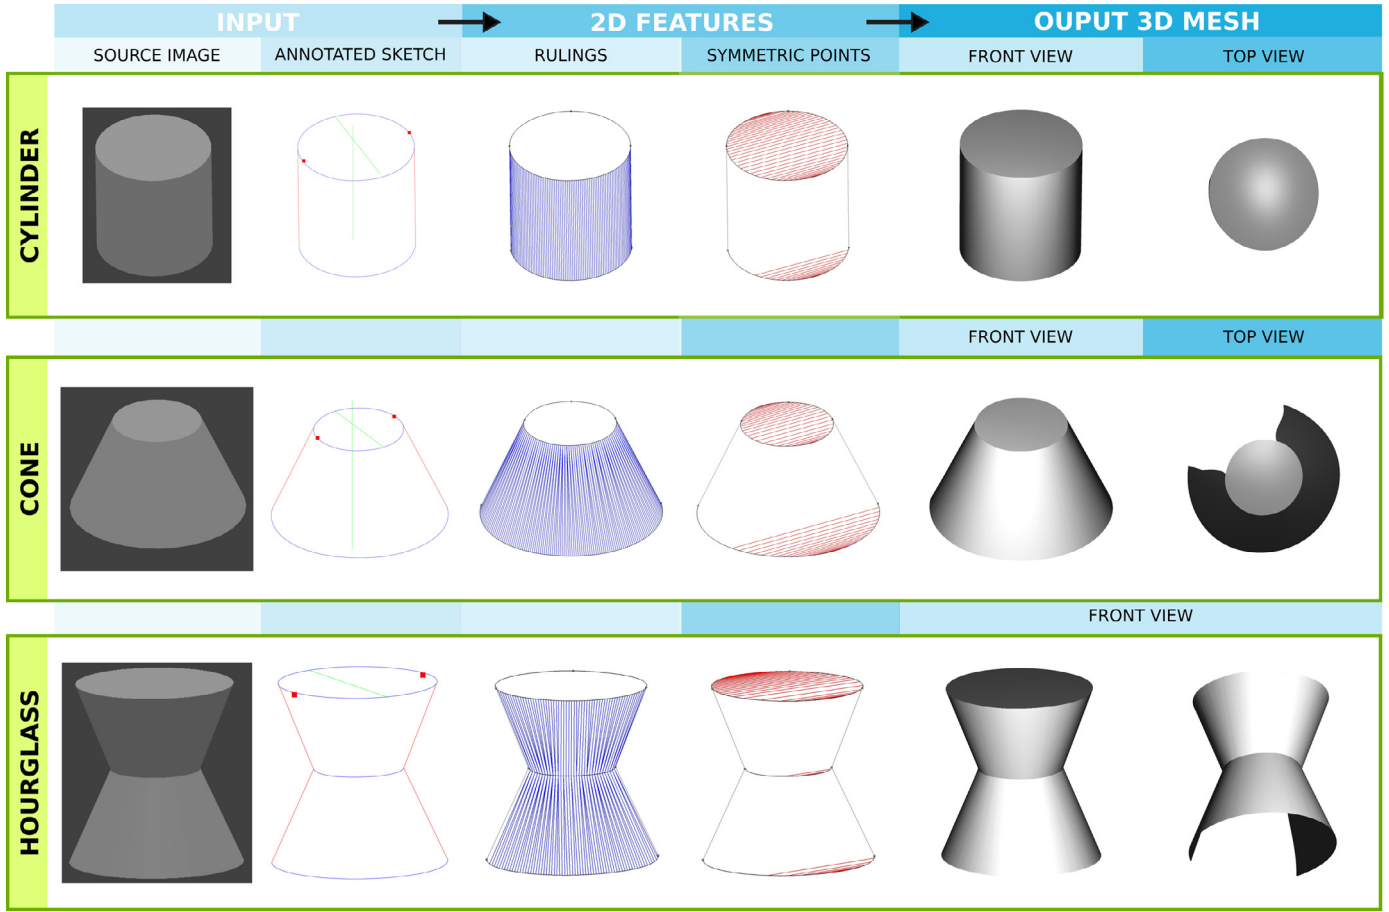 INPUT 2D FEATURES OUPUT 3D MESH
SOURCE IMAGE ANNOTATED SKETCH RULINGS SYMMETRIC POINTS FRONT VIEW TOP VIEW
CYLINDER
FRONT VIEW TOP VIEW
CONE
FRONT VIEW
HOURGLASS